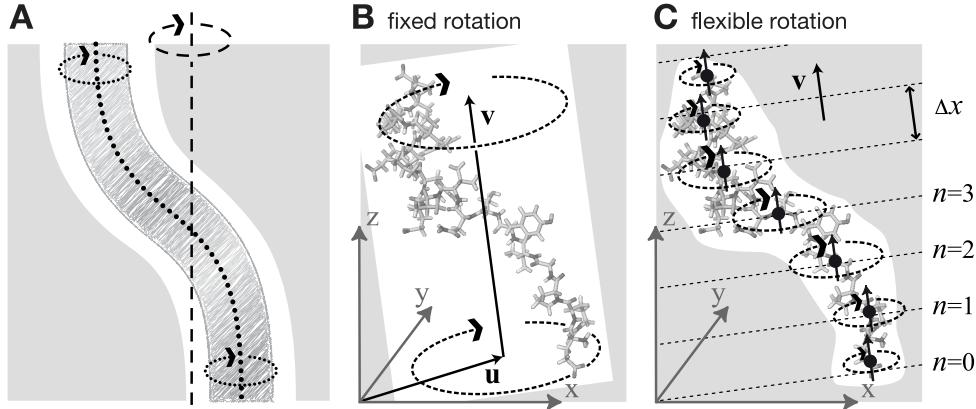 A
B fixed rotation
C flexible rotation
v
z
y
u
x
v
Δx
n=3
z
n=2
y
n=1
n=0
x